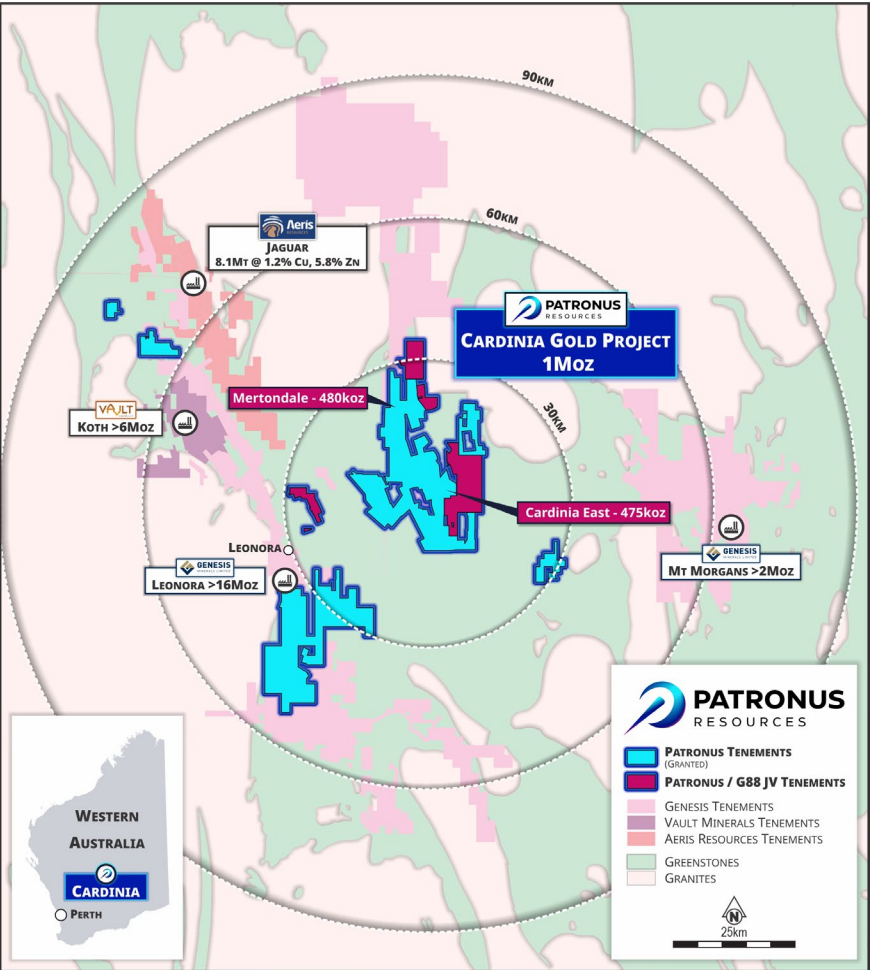 90KM
60KM
Aeris
RESOURCES
JAGUAR
8.1MT @ 1.2% CU, 5.8% ZN
PATRONUS
RESOURCES
CARDINIA GOLD PROJECT
1MOZ
Mertondale - 480koz
30KM
VAULT
KOTH >6MOZ
Cardinia East - 475koz
LEONORA
GENESIS
MINERALS LIMITED
LEONORA >16MOZ
GENESIS
MINERALS LIMITED
MT MORGANS >2MOZ
PATRONUS
RESOURCES
PATRONUS TENEMENTS
(GRANTED)
PATRONUS / G88 JV TENEMENTS
GENESIS TENEMENTS
VAULT MINERALS TENEMENTS
AERIS RESOURCES TENEMENTS
GREENSTONES
GRANITES
N
25km
WESTERN
AUSTRALIA
CARDINIA
PERTH